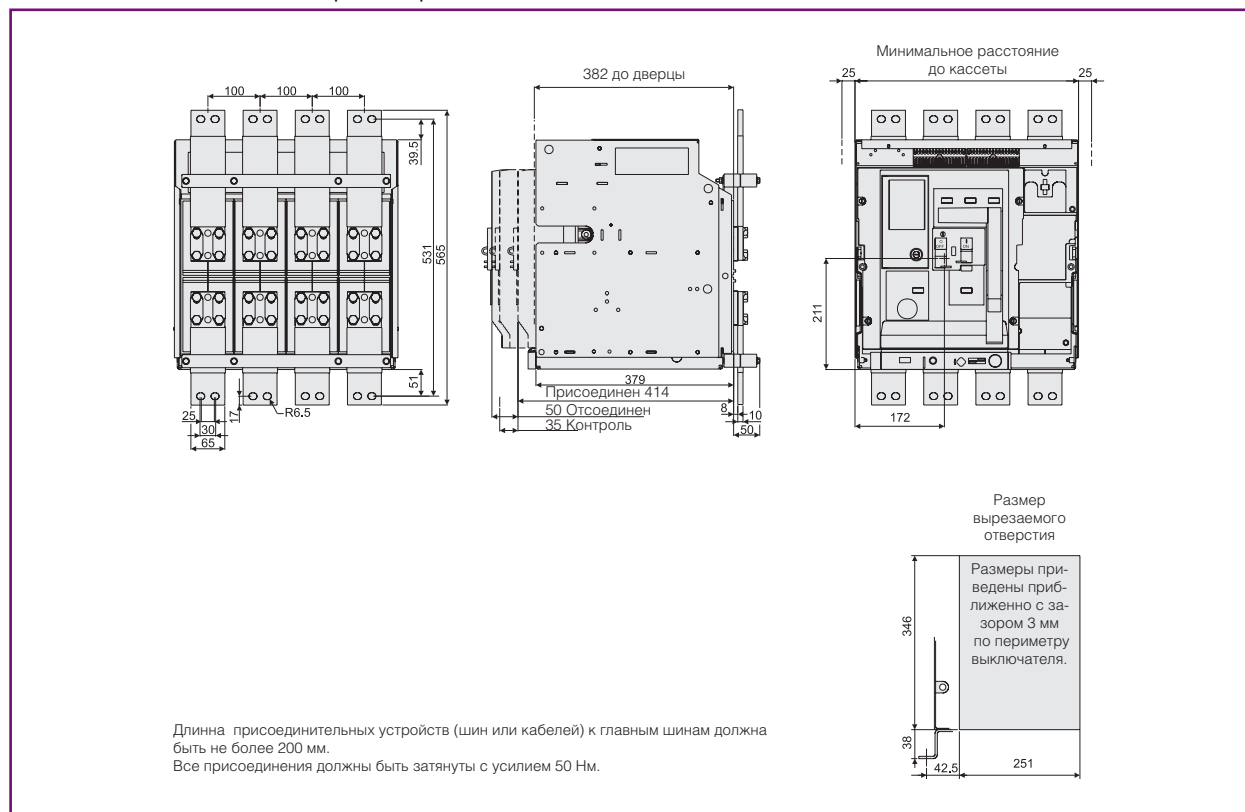 100 100 100
39.5
531
565
51
17
R6.5
25
30
65
382 до дверцы
379
Присоединен 414
50 Отсоединен
35 Контроль
8
10
50
Минимальное расстояние
до кассеты
25
25
211
172
Размер
вырезаемого
отверстия
Размеры при-
ведены приб-
лиженно с за-
зором 3 мм
по периметру
выключателя.
346
38
42.5
251
Длинна присоединительных устройств (шин или кабелей) к главным шинам должна
быть не более 200 мм.
Все присоединения должны быть затянуты с усилием 50 Нм.